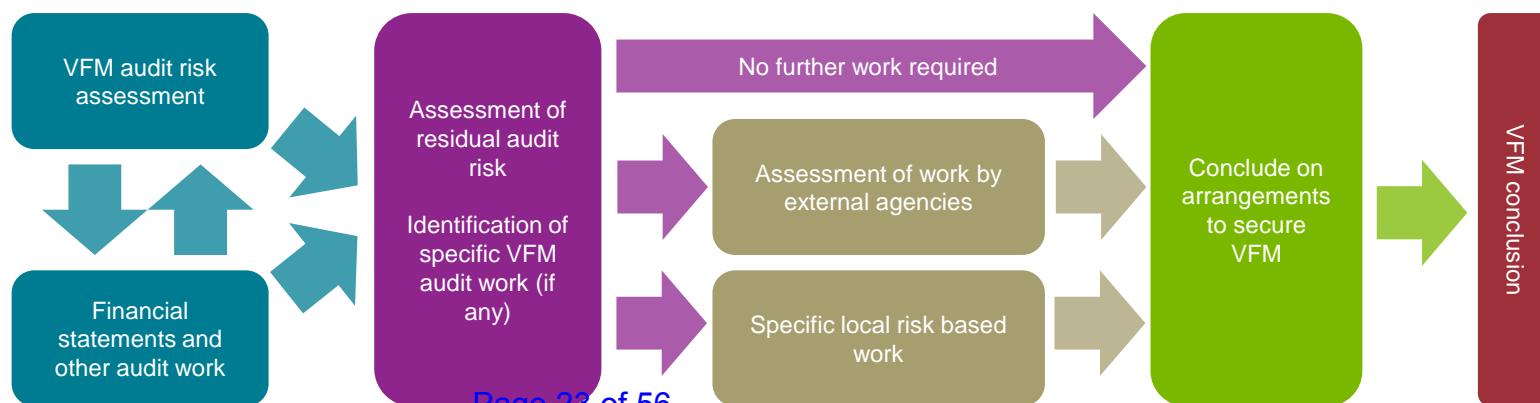 VFM audit risk
assessment
Financial
statements and
other audit work
Assessment of
residual audit
risk
Identification of
specific VFM
audit work (if
any)
No further work required
Assessment of work by
external agencies
Specific local risk based
work
Conclude on
arrangements
to secure
VFM
VFM conclusion
Page 23 of 56